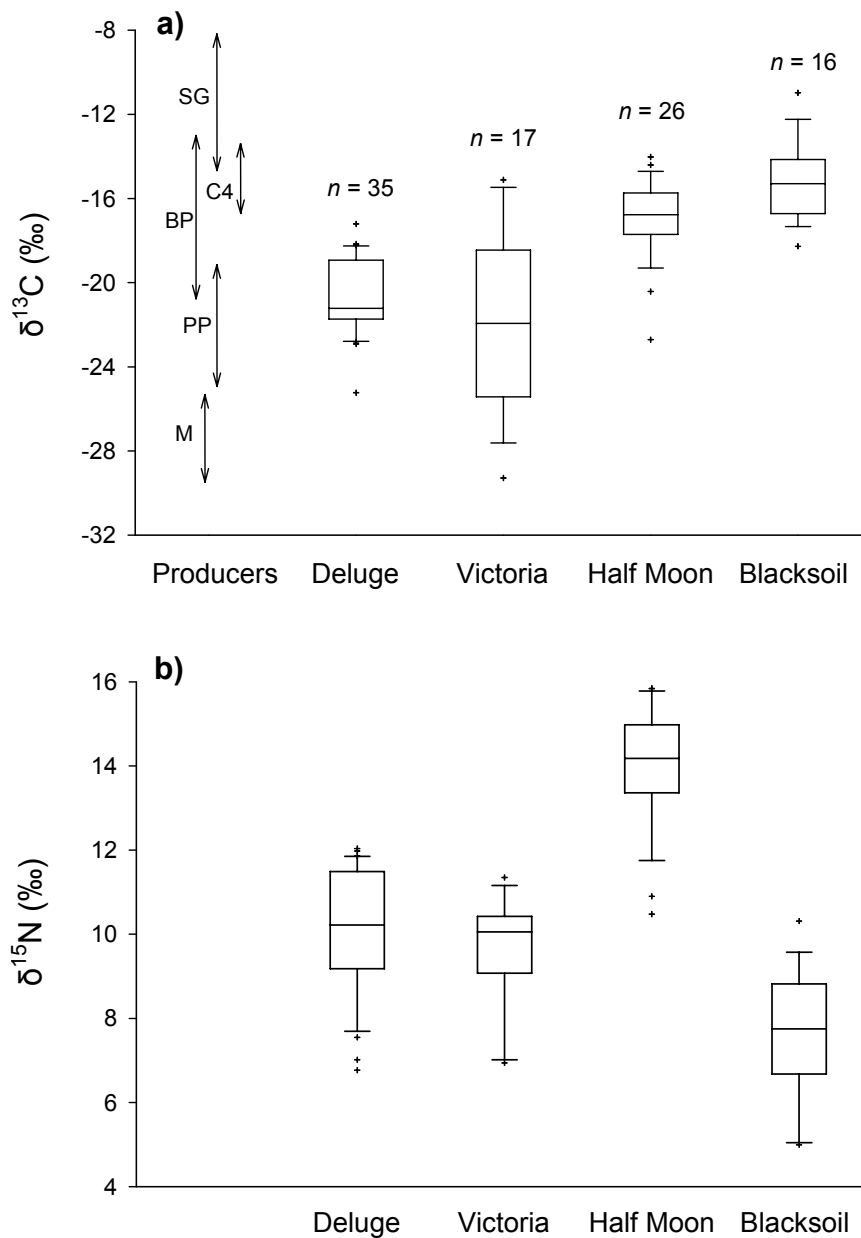 a)
δ13C (‰)
-8
-12
-16
-20
-24
-28
-32
SG
C4
BP
PP
M
n = 35
n = 17
n = 26
n = 16
Producers Deluge Victoria Half Moon Blacksoil
b)
δ15N (‰)
16
14
12
10
8
6
4
Deluge Victoria Half Moon Blacksoil